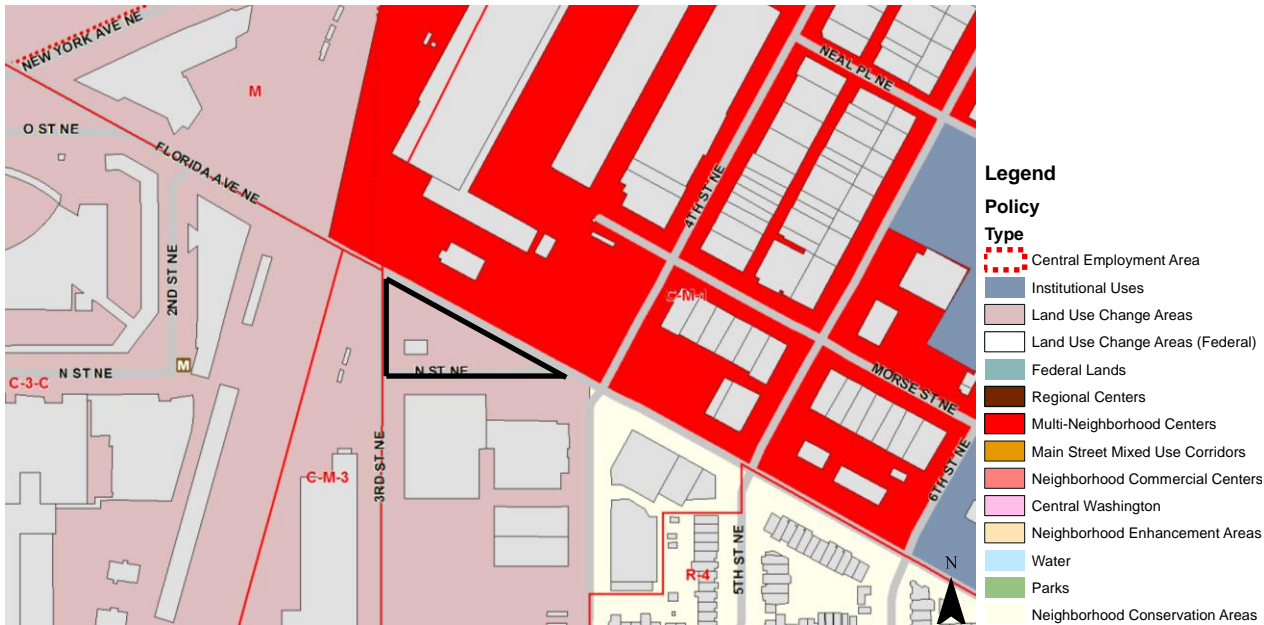 NEW YORK AVE NE
M
NEAL PL NE
O ST NE
FLORIDA AVE NE
4TH ST NE
2ND ST NE
C-M-1
M
N ST NE
C-3-C
N ST NE
MORSE ST NE
3RD ST NE
C-M-3
6TH ST NE
5TH ST NE
R-4
N
Legend
Policy
Type
Central Employment Area
Institutional Uses
Land Use Change Areas
Land Use Change Areas (Federal)
Federal Lands
Regional Centers
Multi-Neighborhood Centers
Main Street Mixed Use Corridors
Neighborhood Commercial Centers
Central Washington
Neighborhood Enhancement Areas
Water
Parks
Neighborhood Conservation Areas